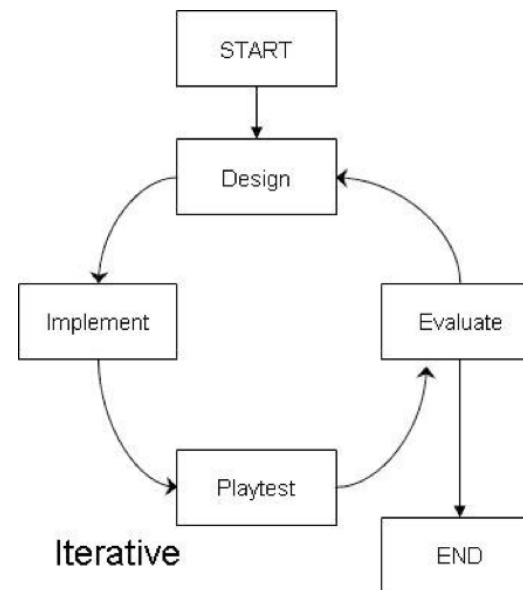 START
Design
Implement
Evaluate
Playtest
Iterative
END